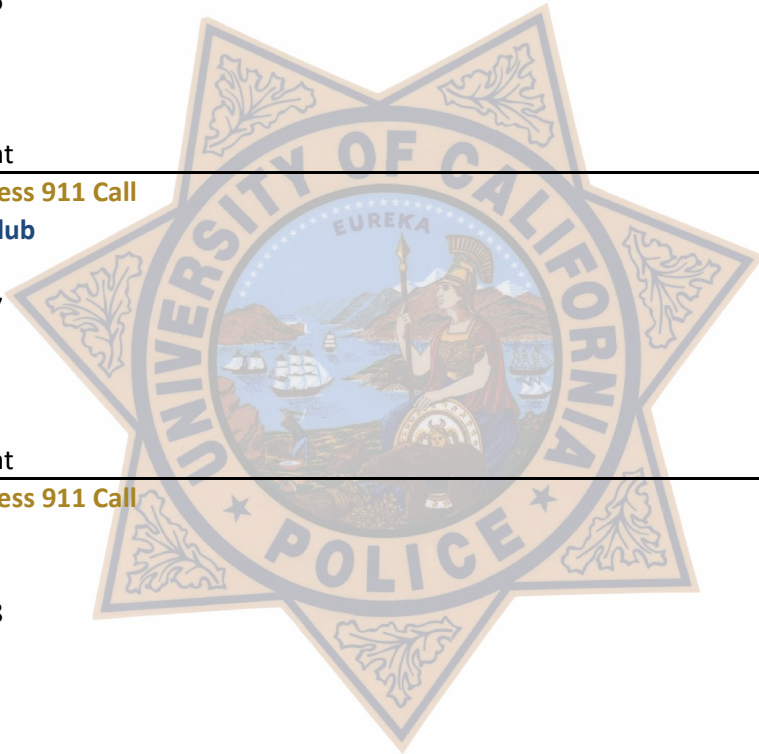 ess 911 Call
lub
ess 911 Call
UNIVERSITY OF CALIFORNIA
EUREKA
POLICE